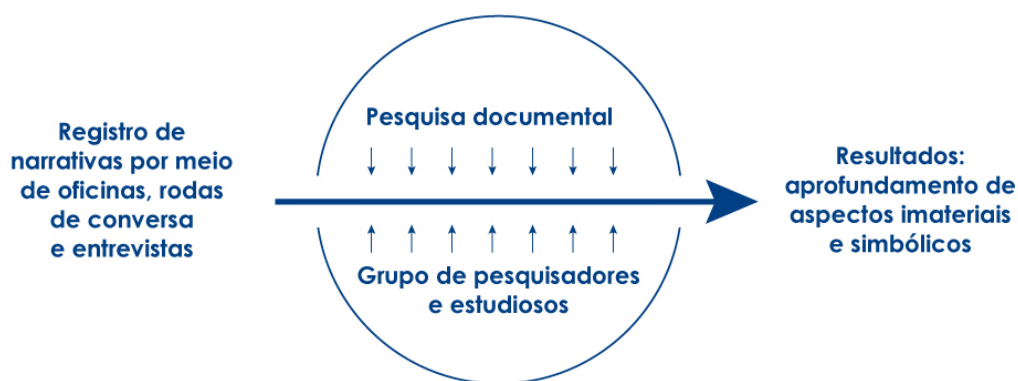 Registro de
narrativas por meio
de oficinas, rodas
de conversa
e entrevistas
Pesquisa documental
Grupo de pesquisadores
e estudiosos
Resultados:
aprofundamento de
aspectos imateriais
e simbólicos